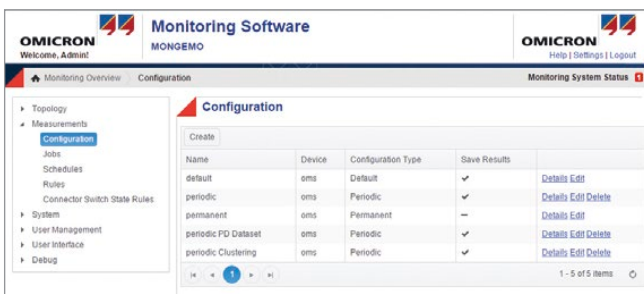 OMICRON
Welcome, Admin!
Monitoring Software
MONGEMO
OMICRON
Help | Settings | Logout
Monitoring Overview Configuration
Monitoring System Status 1
Topology
Measurements
Configuration
Jobs
Schedules
Rules
Connector Switch State Rules
System
User Management
User Interface
Debug
Configuration
Create
Name Device Configuration Type Save Results
default oms Default Details Edit
periodic oms Periodic Details Edit Delete
permanent oms Permanent Details Edit
periodic PD Dataset oms Periodic Details Edit Delete
periodic Clustering oms Periodic Details Edit Delete
1
1 - 5 of 5 items